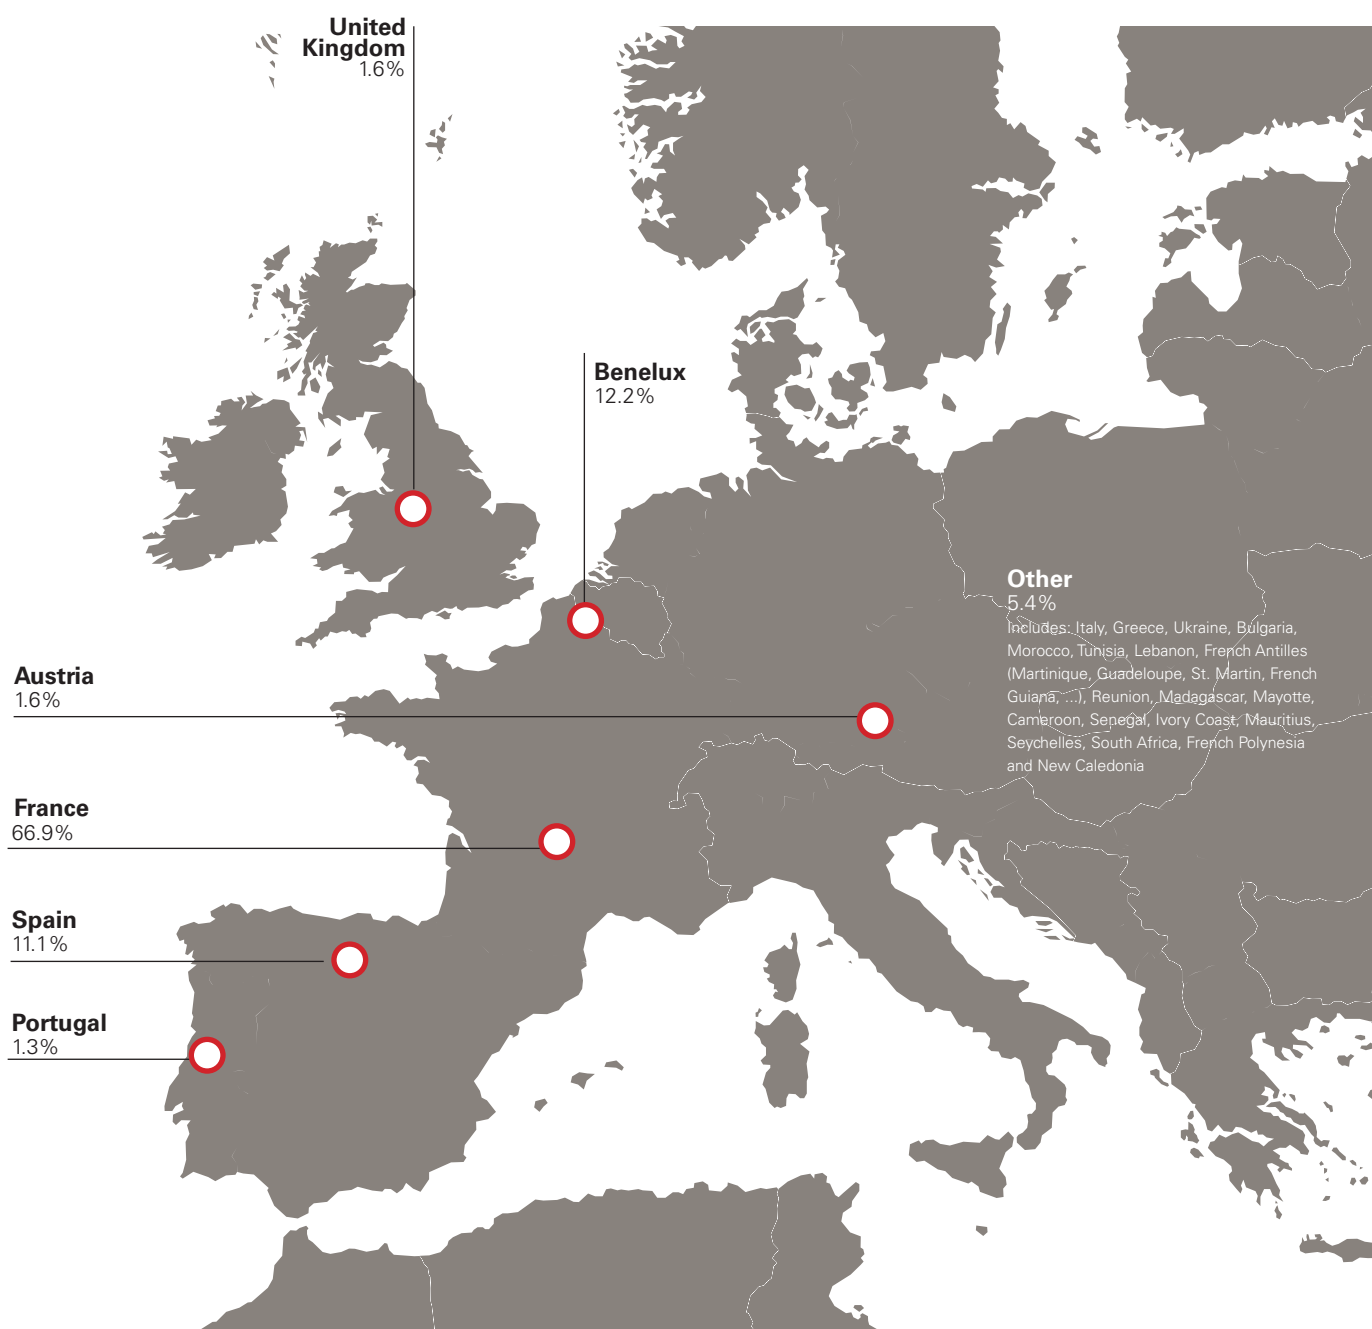 United
Kingdom
1.6%
Benelux
12.2%
Other
5.4%
Includes: Italy, Greece, Ukraine, Bulgaria,
Morocco, Tunisia, Lebanon, French Antilles
(Martinique, Guadeloupe, St. Martin, French
Guiana, ...), Reunion, Madagascar, Mayotte,
Cameroon, Senegal, Ivory Coast, Mauritius,
Seychelles, South Africa, French Polynesia
and New Caledonia
Austria
1.6%
France
66.9%
Spain
11.1%
Portugal
1.3%